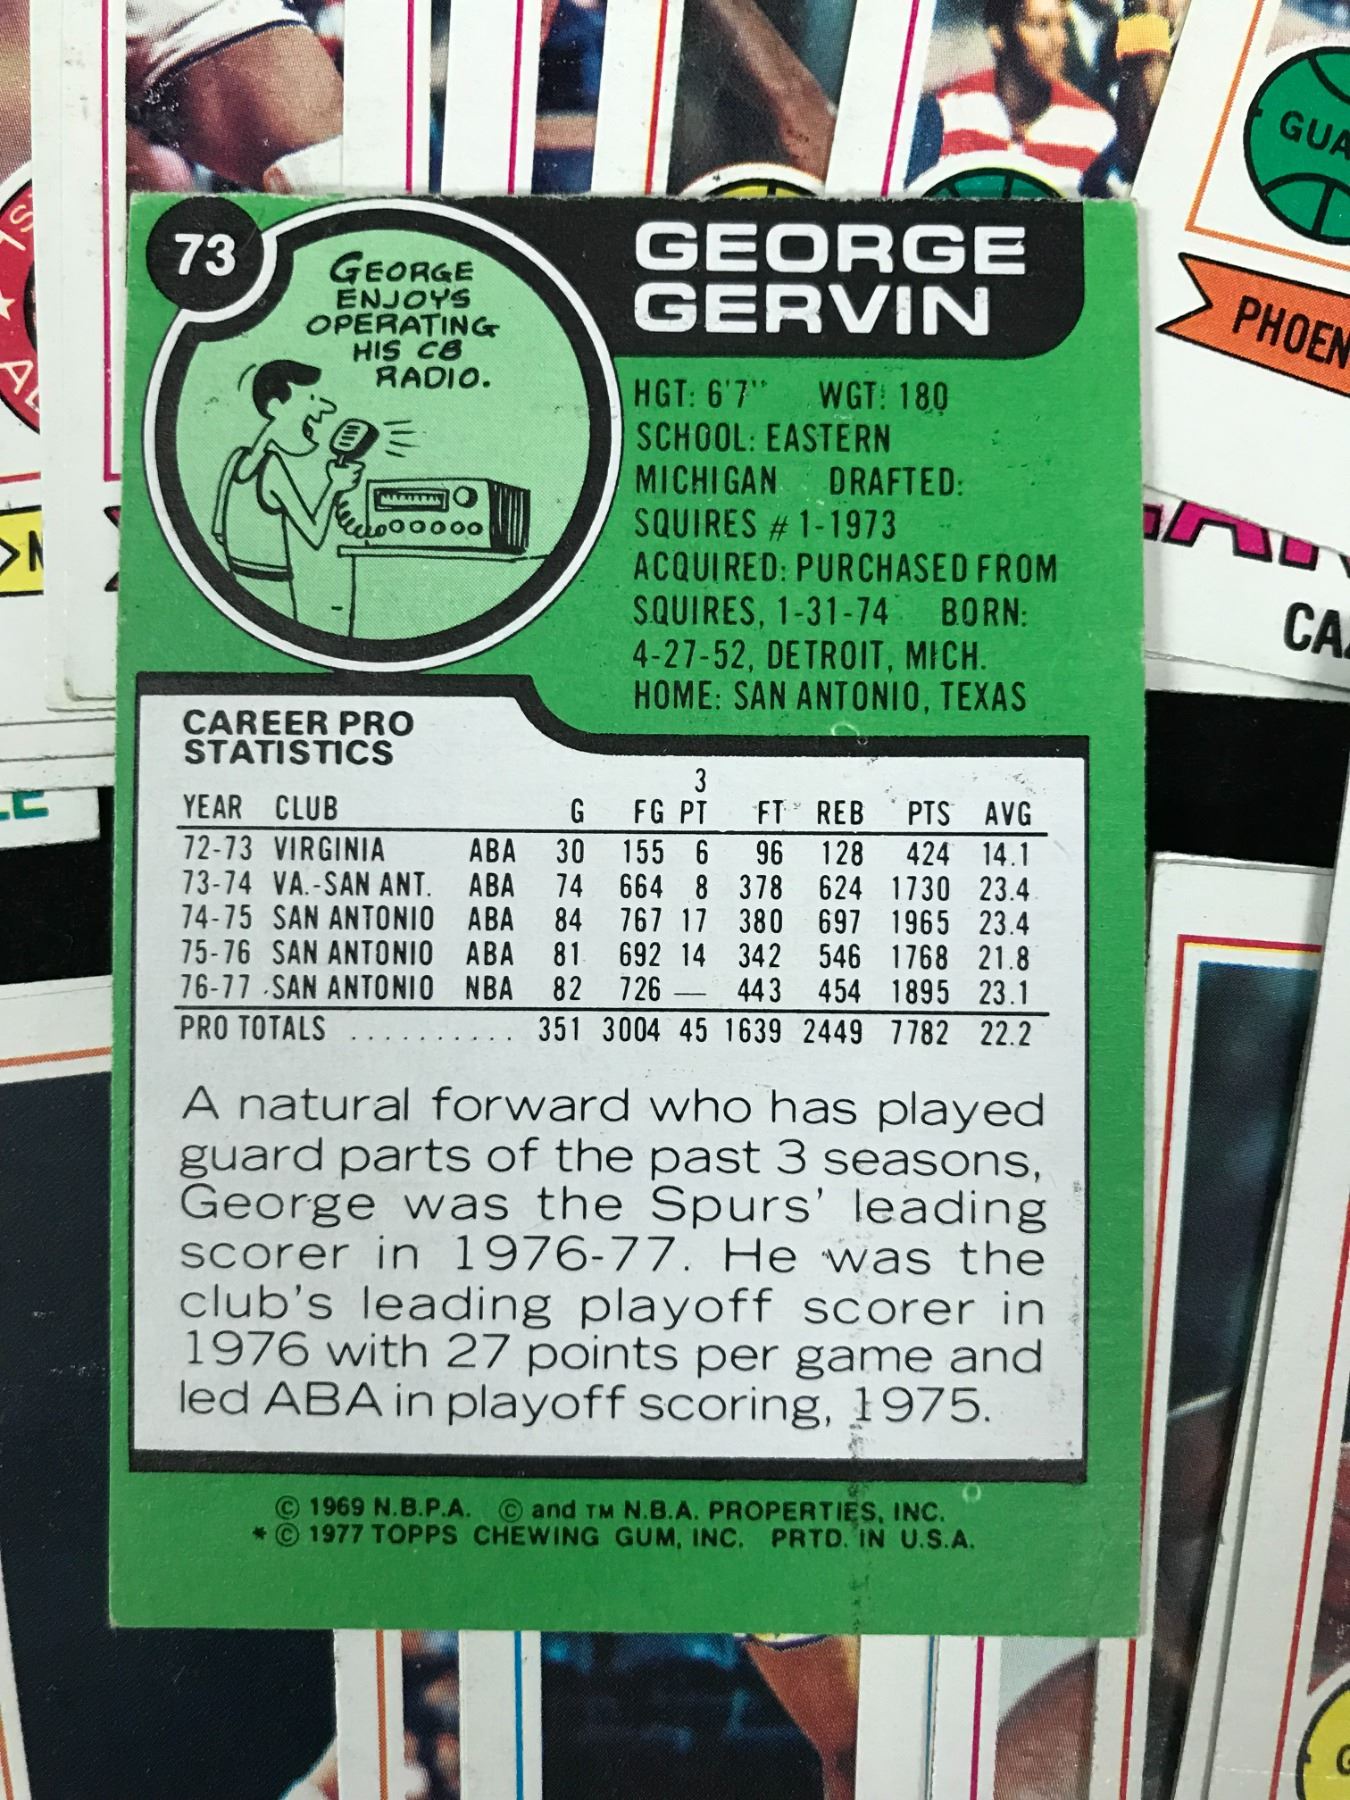 73
GEORGE
ENJOYS
OPERATING
HIS CB
RADIO.
GEORGE
GERVIN
HGT: 6'7" WGT: 180
SCHOOL: EASTERN
MICHIGAN DRAFTED:
SQUIRES # 1-1973
ACQUIRED: PURCHASED FROM
SQUIRES, 1-31-74 BORN:
4-27-52, DETROIT, MICH.
HOME: SAN ANTONIO, TEXAS
CAREER PRO
STATISTICS
YEAR CLUB G FG 3 PT FT REB PTS AVG
72-73 VIRGINIA ABA 30 155 6 96 128 424 14.1
73-74 VA.-SAN ANT. ABA 74 664 8 378 624 1730 23.4
74-75 SAN ANTONIO ABA 84 767 17 380 697 1965 23.4
75-76 SAN ANTONIO ABA 81 692 14 342 546 1768 21.8
76-77 SAN ANTONIO NBA 82 726 — 443 454 1895 23.1
PRO TOTALS .......... 351 3004 45 1639 2449 7782 22.2
A natural forward who has played
guard parts of the past 3 seasons,
George was the Spurs' leading
scorer in 1976-77. He was the
club's leading playoff scorer in
1976 with 27 points per game and
led ABA in playoff scoring, 1975.
© 1969 N.B.P.A. © and TM N.B.A. PROPERTIES, INC.
* © 1977 TOPPS CHEWING GUM, INC. PRTD. IN U.S.A.
GUA
PHOEN
CA